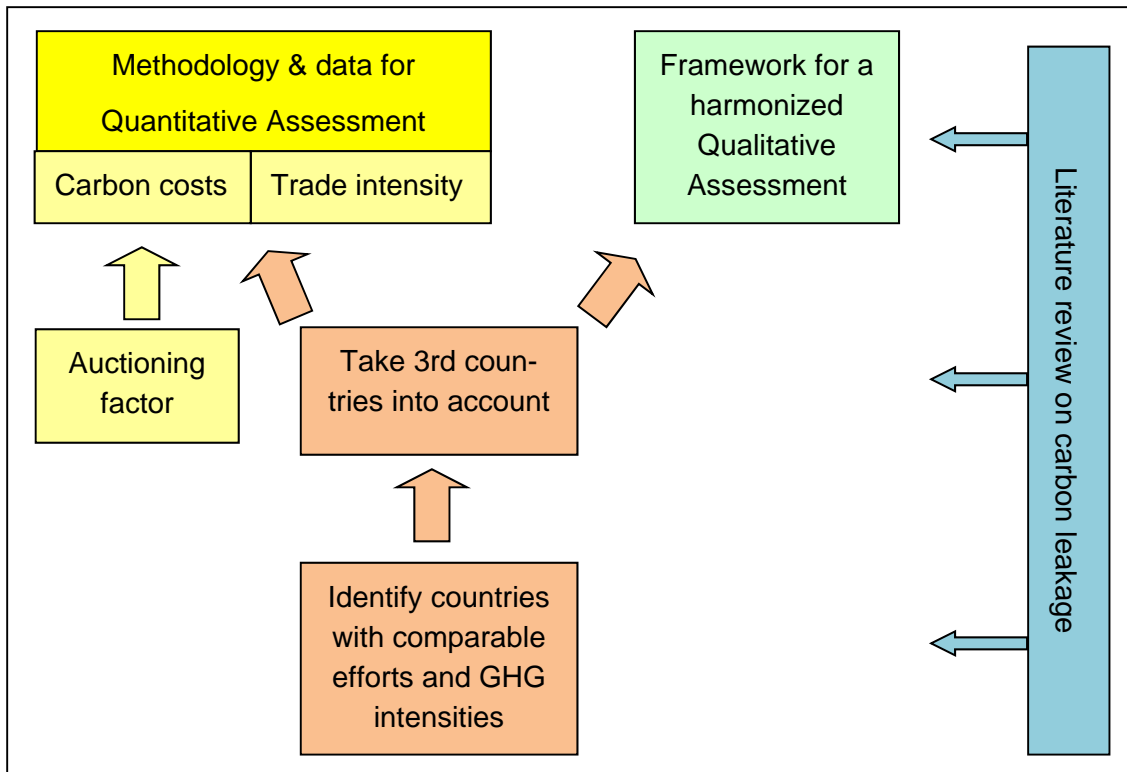 Methodology & data for
Quantitative Assessment
Carbon costs
Trade intensity
Framework for a
harmonized
Qualitative
Assessment
Auctioning
factor
Take 3rd coun-
tries into account
Identify countries
with comparable
efforts and GHG
intensities
Literature review on carbon leakage